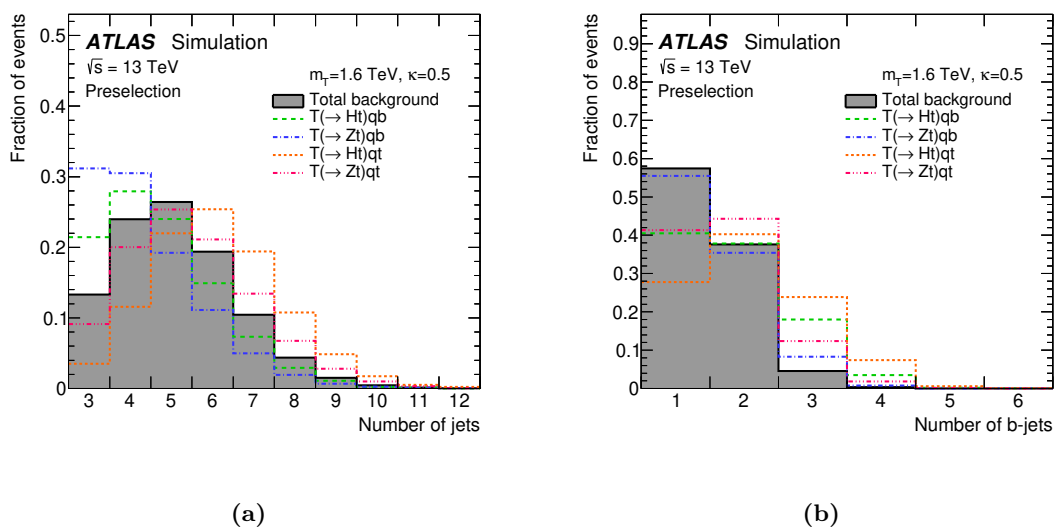 Fraction of events
0.5
0.4
0.3
0.2
0.1
0
ATLAS Simulation
√s = 13 TeV
Preselection
m_T=1.6 TeV, κ=0.5
Total background
T(→ Ht)qb
T(→ Zt)qb
T(→ Ht)qt
T(→ Zt)qt
3 4 5 6 7 8 9 10 11 12
Number of jets
(a)
Fraction of events
0.9
0.8
0.7
0.6
0.5
0.4
0.3
0.2
0.1
0
ATLAS Simulation
√s = 13 TeV
Preselection
m_T=1.6 TeV, κ=0.5
Total background
T(→ Ht)qb
T(→ Zt)qb
T(→ Ht)qt
T(→ Zt)qt
1 2 3 4 5 6
Number of b-jets
(b)